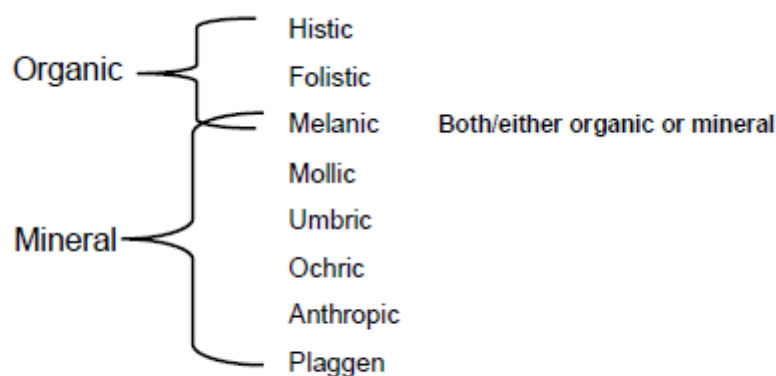 Histic
Organic
Folistic
Melanic Both/either organic or mineral
Mollic
Umbric
Mineral
Ochric
Anthropic
Plaggen